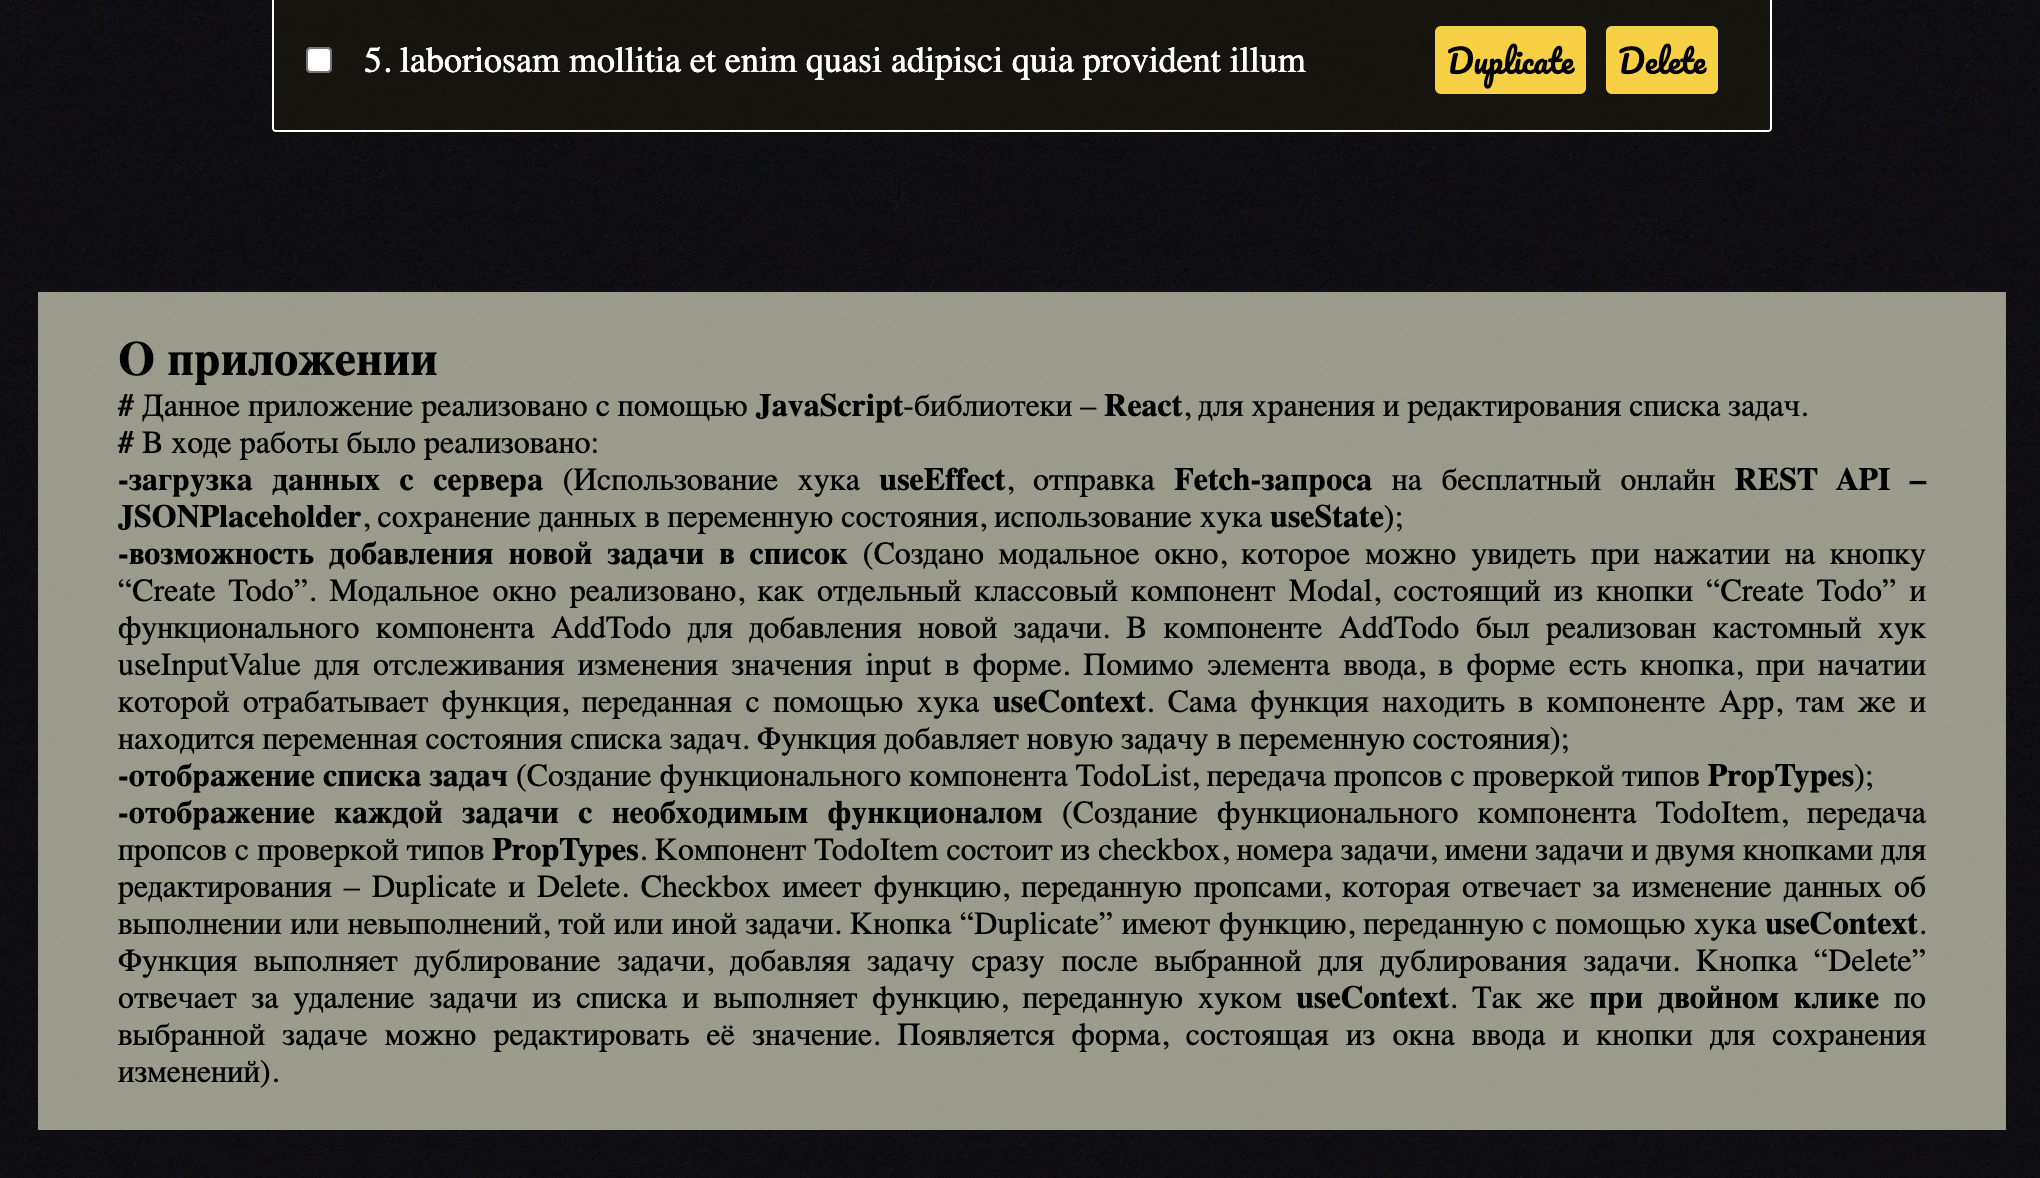 5. laboriosam mollitia et enim quasi adipisci quia provident illum Duplicate Delete
О приложении
# Данное приложение реализовано с помощью JavaScript-библиотеки – React, для хранения и редактирования списка задач.
# В ходе работы было реализовано:
-загрузка данных с сервера (Использование хука useEffect, отправка Fetch-запроса на бесплатный онлайн REST API –
JSONPlaceholder, сохранение данных в переменную состояния, использование хука useState);
-возможность добавления новой задачи в список (Создано модальное окно, которое можно увидеть при нажатии на кнопку
“Create Todo”. Модальное окно реализовано, как отдельный классовый компонент Modal, состоящий из кнопки “Create Todo” и
функционального компонента AddTodo для добавления новой задачи. В компоненте AddTodo был реализован кастомный хук
useInputValue для отслеживания изменения значения input в форме. Помимо элемента ввода, в форме есть кнопка, при начатии
которой отрабатывает функция, переданная с помощью хука useContext. Сама функция находить в компоненте App, там же и
находится переменная состояния списка задач. Функция добавляет новую задачу в переменную состояния);
-отображение списка задач (Создание функционального компонента TodoList, передача пропсов с проверкой типов PropTypes);
-отображение каждой задачи с необходимым функционалом (Создание функционального компонента TodoItem, передача
пропсов с проверкой типов PropTypes. Компонент TodoItem состоит из checkbox, номера задачи, имени задачи и двумя кнопками для
редактирования – Duplicate и Delete. Checkbox имеет функцию, переданную пропсами, которая отвечает за изменение данных об
выполнении или невыполнений, той или иной задачи. Кнопка “Duplicate” имеют функцию, переданную с помощью хука useContext.
Функция выполняет дублирование задачи, добавляя задачу сразу после выбранной для дублирования задачи. Кнопка “Delete”
отвечает за удаление задачи из списка и выполняет функцию, переданную хуком useContext. Так же при двойном клике по
выбранной задаче можно редактировать её значение. Появляется форма, состоящая из окна ввода и кнопки для сохранения
изменений).